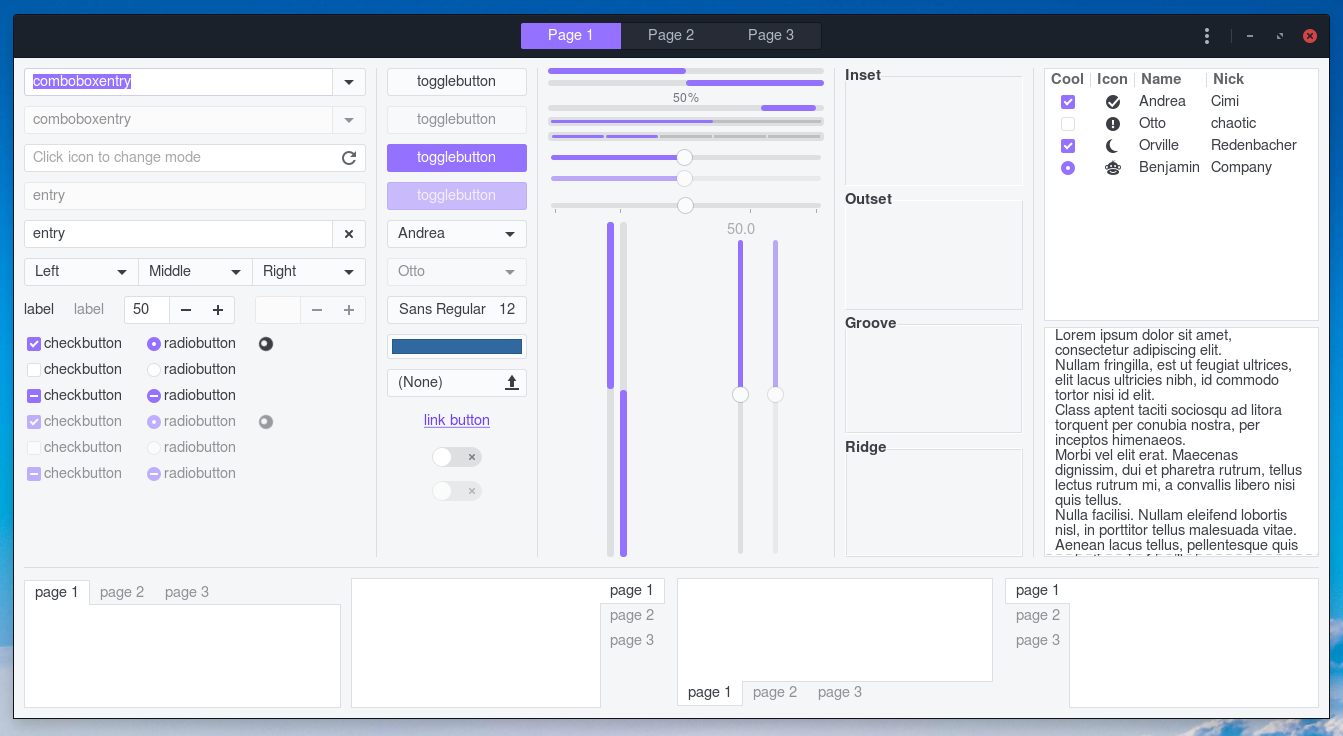 Page 1 Page 2 Page 3
comboboxentry
comboboxentry
Click icon to change mode
entry
entry
Left Middle Right
label label 50
checkbutton radiobutton
checkbutton radiobutton
checkbutton radiobutton
checkbutton radiobutton
checkbutton radiobutton
checkbutton radiobutton
togglebutton
togglebutton
togglebutton
togglebutton
Andrea
Otto
Sans Regular 12
(None)
link button
50%
50.0
Inset
Outset
Groove
Ridge
Cool Icon Name Nick
Andrea Cimi
Otto chaotic
Orville Redenbacher
Benjamin Company
Lorem ipsum dolor sit amet,
consectetur adipiscing elit.
Nullam fringilla, est ut feugiat ultrices,
elit lacus ultricies nibh, id commodo
tortor nisi id elit.
Class aptent taciti sociosqu ad litora
torquent per conubia nostra, per
inceptos himenaeos.
Morbi vel elit erat. Maecenas
dignissim, dui et pharetra rutrum, tellus
lectus rutrum mi, a convallis libero nisi
quis tellus.
Nulla facilisi. Nullam eleifend lobortis
nisl, in porttitor tellus malesuada vitae.
Aenean lacus tellus, pellentesque quis
page 1 page 2 page 3
page 1
page 2
page 3
page 1 page 2 page 3
page 1
page 2
page 3